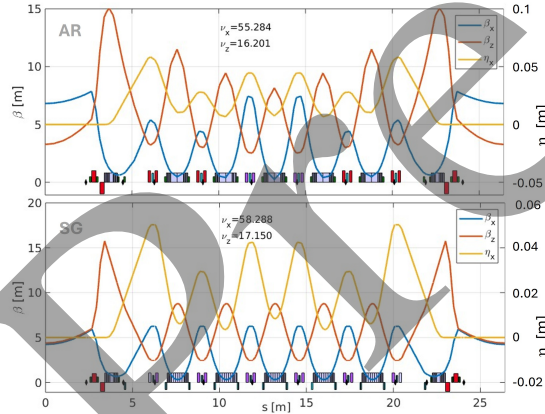 15
10
5
0
β [m]
AR
ν_x=55.284
ν_z=16.201
β_x
β_z
η_x
0.1
0.05
0
-0.05
η [m]
20
15
10
5
0
β [m]
SG
ν_x=58.288
ν_z=17.150
β_x
β_z
η_x
0.06
0.04
0.02
0
-0.02
η [m]
0 5 10 15 20 25
s [m]